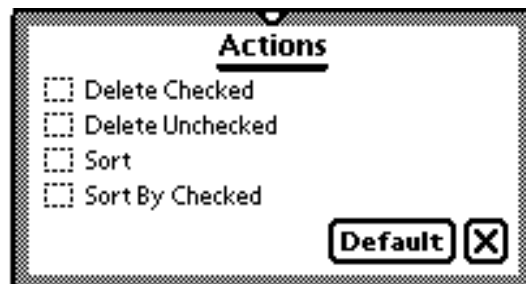 Actions
Delete Checked
Delete Unchecked
Sort
Sort By Checked
Default